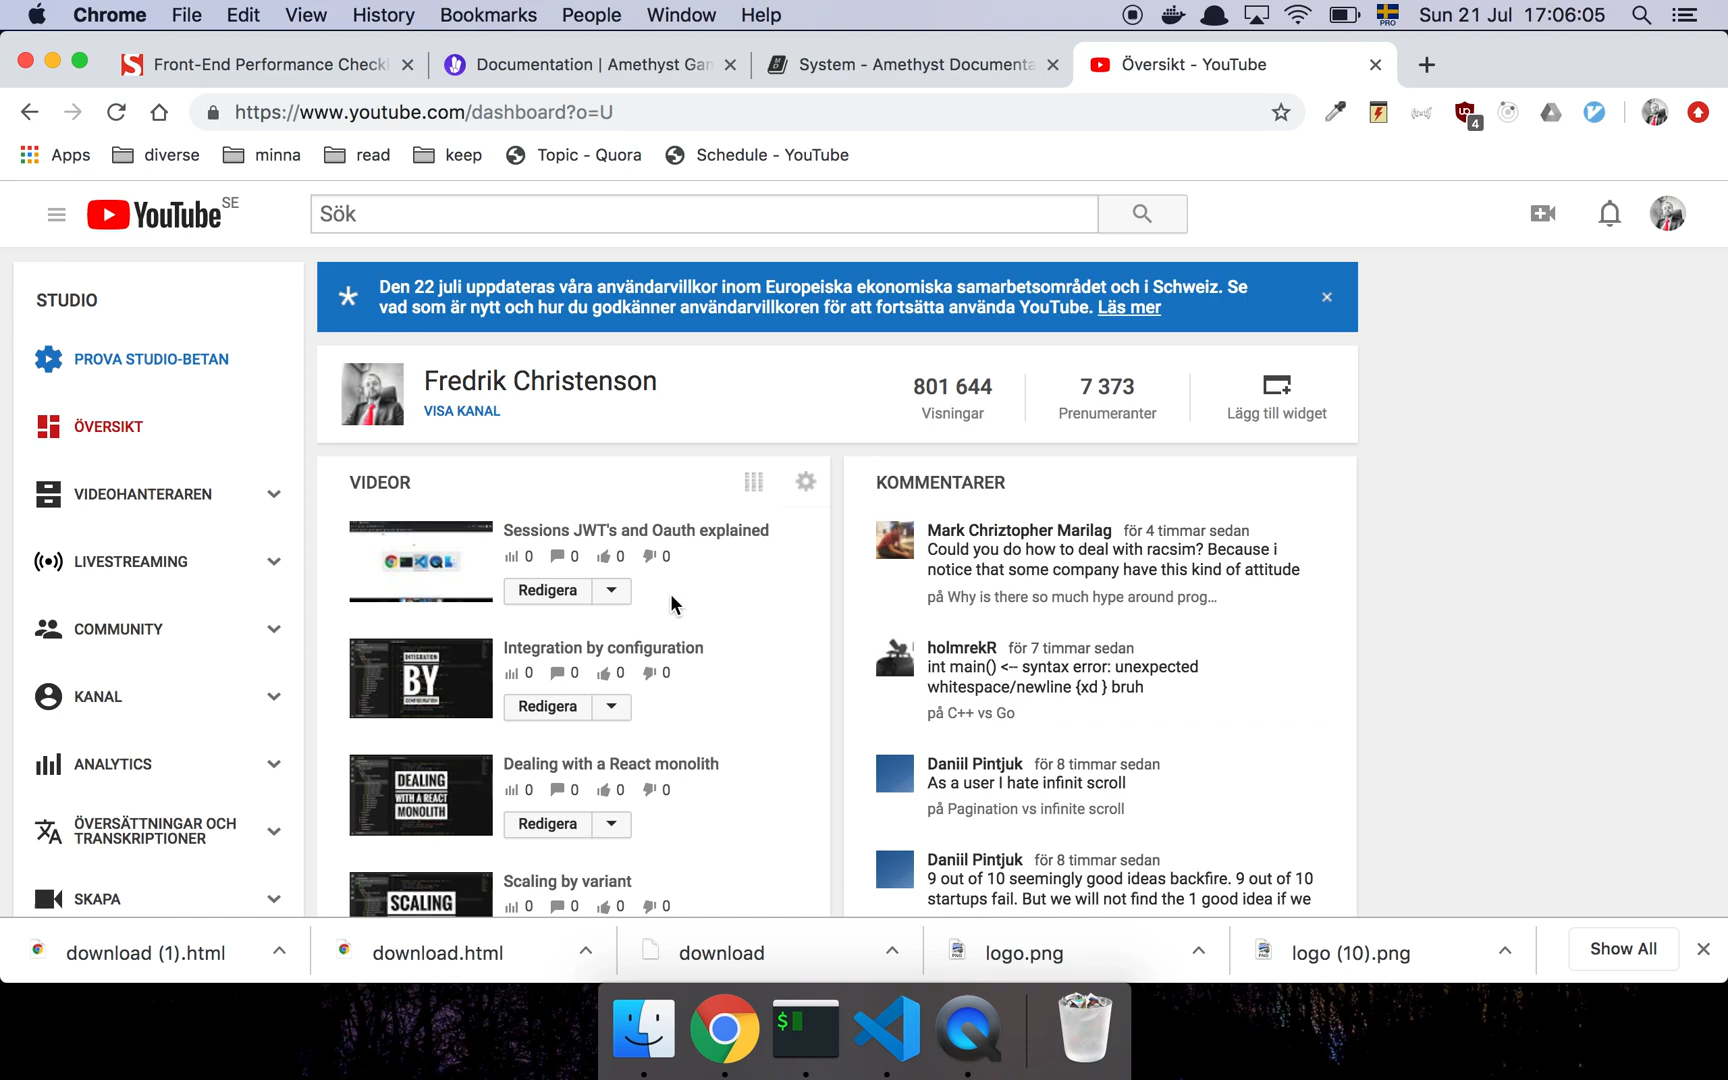 Chrome File Edit View History Bookmarks People Window Help PRO Sun 21 Jul 17:06:05
Front-End Performance Checkl Documentation | Amethyst Gam System - Amethyst Documenta Översikt - YouTube
https://www.youtube.com/dashboard?o=U 4
Apps diverse minna read keep Topic - Quora Schedule - YouTube
YouTube SE Sök
STUDIO
PROVA STUDIO-BETAN
ÖVERSIKT
VIDEOHANTERAREN
LIVESTREAMING
COMMUNITY
KANAL
ANALYTICS
ÖVERSÄTTNINGAR OCH
TRANSKRIPTIONER
SKAPA
Den 22 juli uppdateras våra användarvillkor inom Europeiska ekonomiska samarbetsområdet och i Schweiz. Se
vad som är nytt och hur du godkänner användarvillkoren för att fortsätta använda YouTube. Läs mer
Fredrik Christenson
VISA KANAL
801 644
Visningar
7 373
Prenumeranter
Lägg till widget
VIDEOR
Sessions JWT's and Oauth explained
0 0 0 0
Redigera
INTEGRATION
BY
CONFIGURATION
Integration by configuration
0 0 0 0
Redigera
DEALING
WITH A REACT
MONOLITH
Dealing with a React monolith
0 0 0 0
Redigera
SCALING
Scaling by variant
0 0 0 0
KOMMENTARER
Mark Chriztopher Marilag för 4 timmar sedan
Could you do how to deal with racsim? Because i
notice that some company have this kind of attitude
på Why is there so much hype around prog...
holmrekR för 7 timmar sedan
int main() <-- syntax error: unexpected
whitespace/newline {xd } bruh
på C++ vs Go
Daniil Pintjuk för 8 timmar sedan
As a user I hate infinit scroll
på Pagination vs infinite scroll
Daniil Pintjuk för 8 timmar sedan
9 out of 10 seemingly good ideas backfire. 9 out of 10
startups fail. But we will not find the 1 good idea if we
download (1).html download.html download logo.png logo (10).png Show All